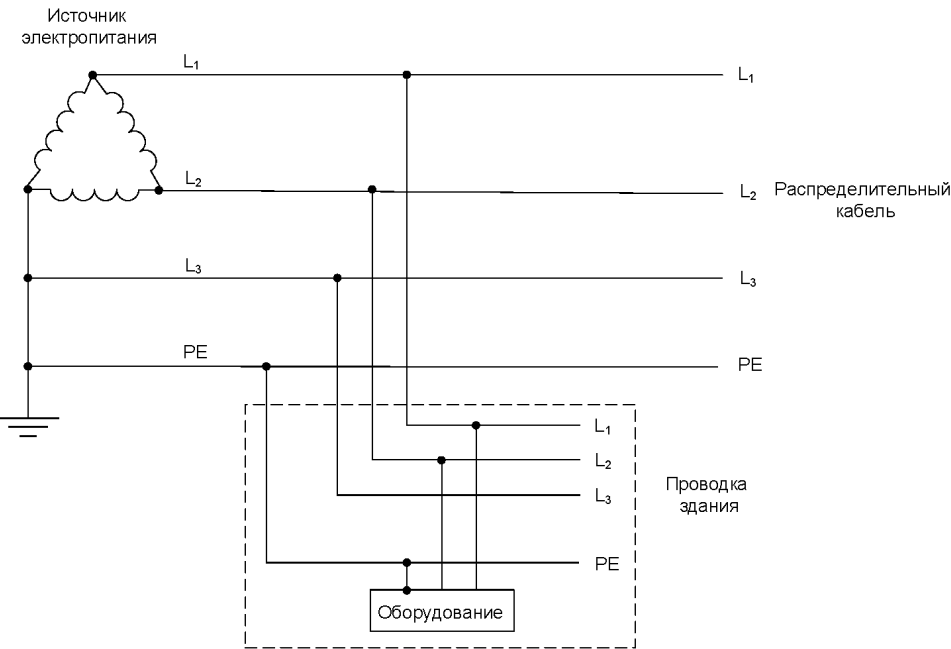 Источник
электропитания
L1
L1
L2
L2
Распределительный
кабель
L3
L3
PE
PE
L1
L2
L3
Проводка
здания
PE
Оборудование